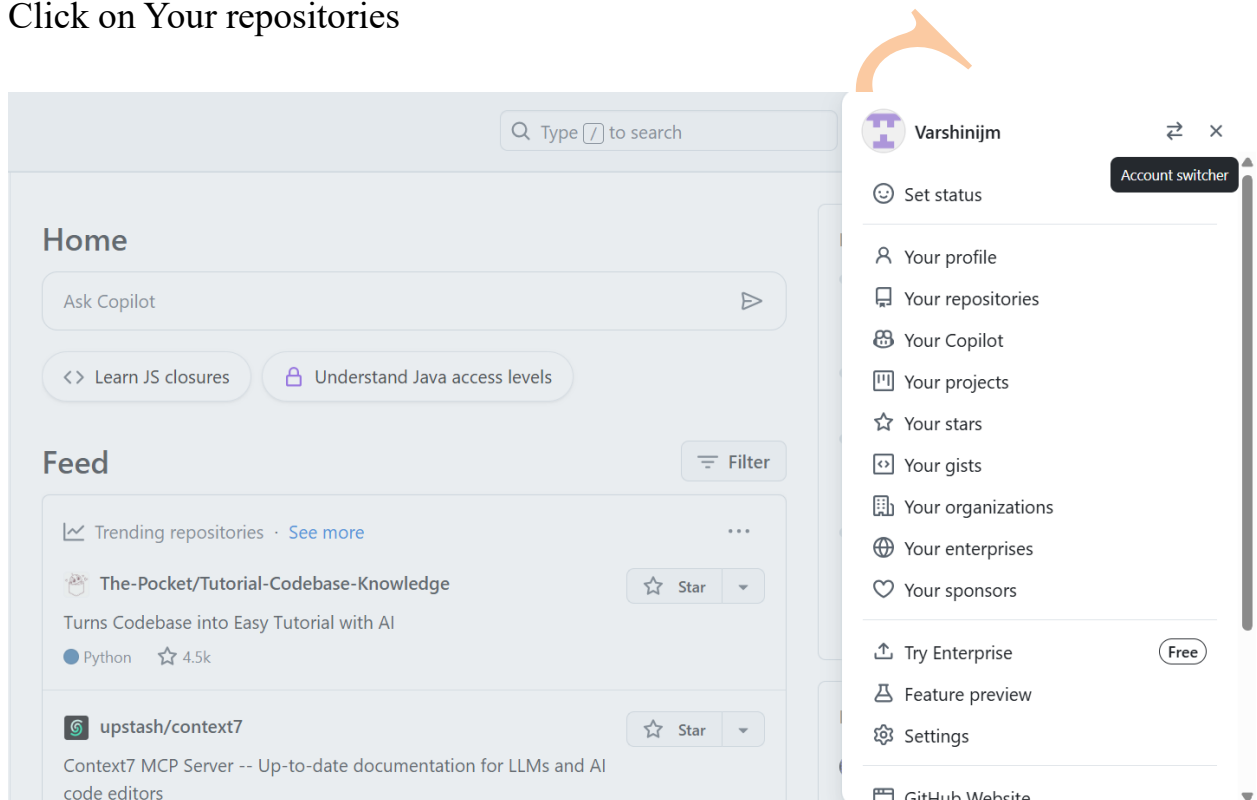 Click on Your repositories
Type / to search
Varshinijm
Account switcher
Set status
Home
Ask Copilot
Learn JS closures
Understand Java access levels
Your profile
Your repositories
Your Copilot
Your projects
Your stars
Your gists
Your organizations
Your enterprises
Your sponsors
Try Enterprise
Free
Feature preview
Settings
GitHub Website
Feed
Filter
Trending repositories · See more
The-Pocket/Tutorial-Codebase-Knowledge
Star
Turns Codebase into Easy Tutorial with AI
Python
4.5k
upstash/context7
Star
Context7 MCP Server -- Up-to-date documentation for LLMs and AI
code editors